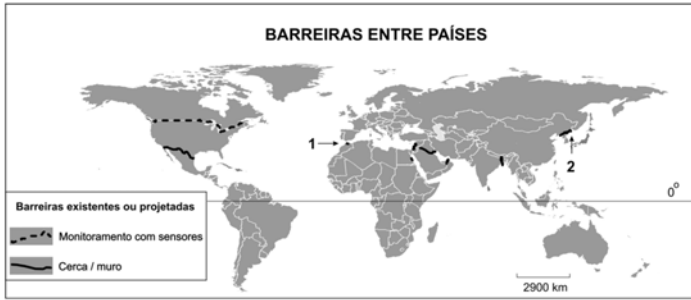 BARREIRAS ENTRE PAÍSES
1
2
0°
Barreiras existentes ou projetadas
Monitoramento com sensores
Cerca / muro
2900 km